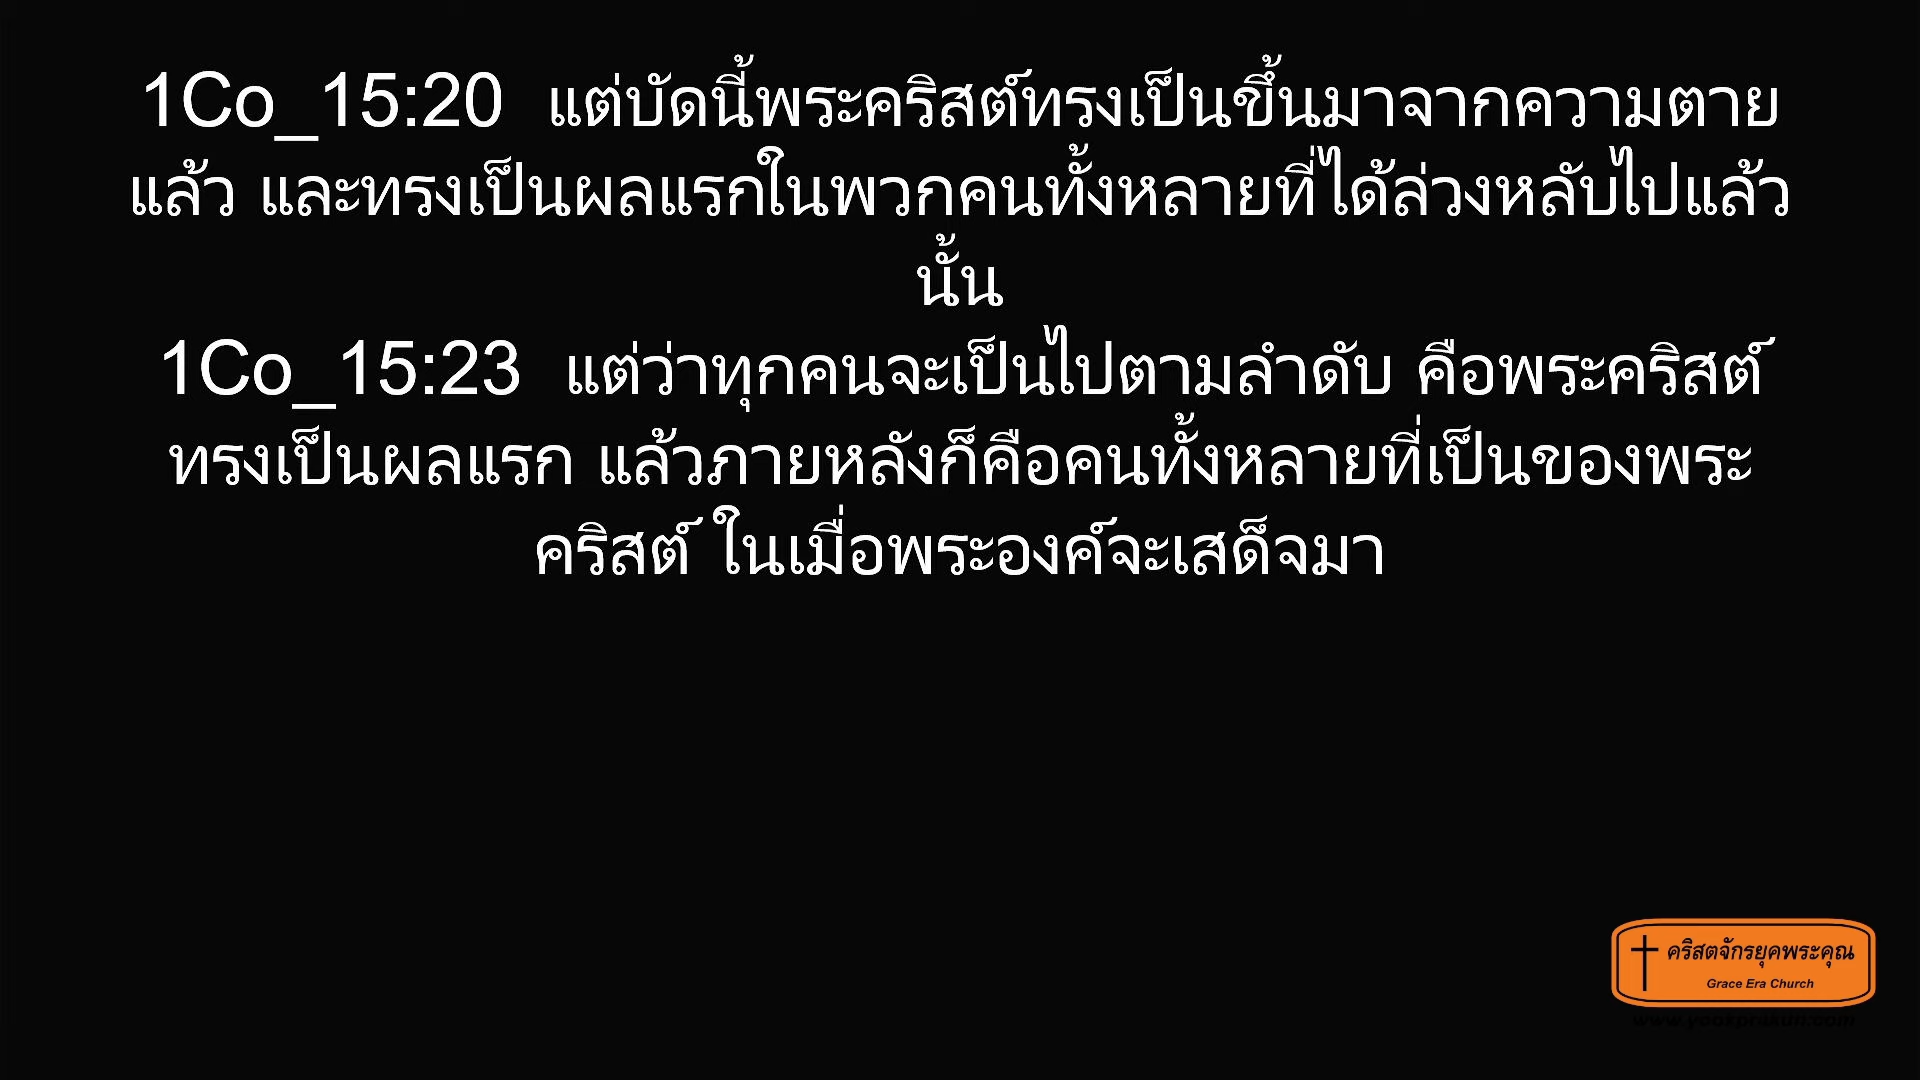 1Co_15:20 แต่บัดนี้พระคริสต์ทรงเป็นขึ้นมาจากความตาย
แล้ว และทรงเป็นผลแรกในพวกคนทั้งหลายที่ได้ล่วงหลับไปแล้ว
นั้น
1Co_15:23 แต่ว่าทุกคนจะเป็นไปตามลำดับ คือพระคริสต์
ทรงเป็นผลแรก แล้วภายหลังก็คือคนทั้งหลายที่เป็นของพระ
คริสต์ ในเมื่อพระองค์จะเสด็จมา
คริสตจักรยุคพระคุณ
Grace Era Church
www.yookprakun.com